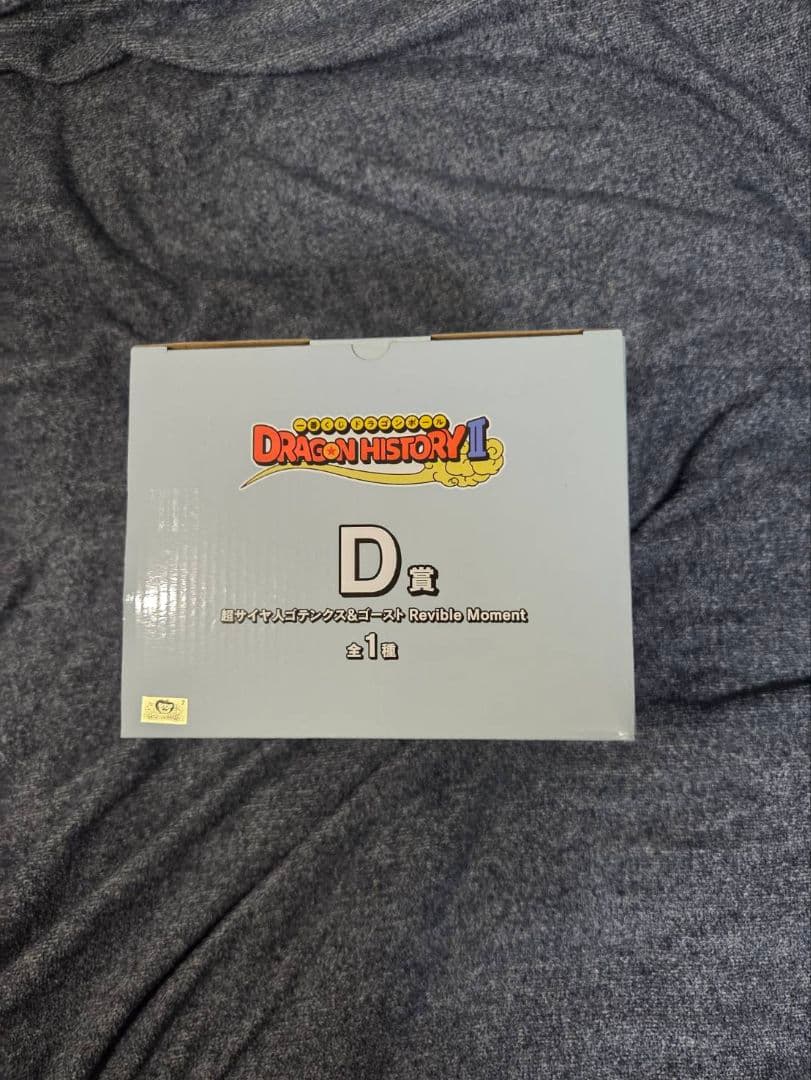 一番くじドラゴンボール
DRAGON HISTORY II
D賞
超サイヤ人ゴテンクス&ゴースト Revible Moment
全1種